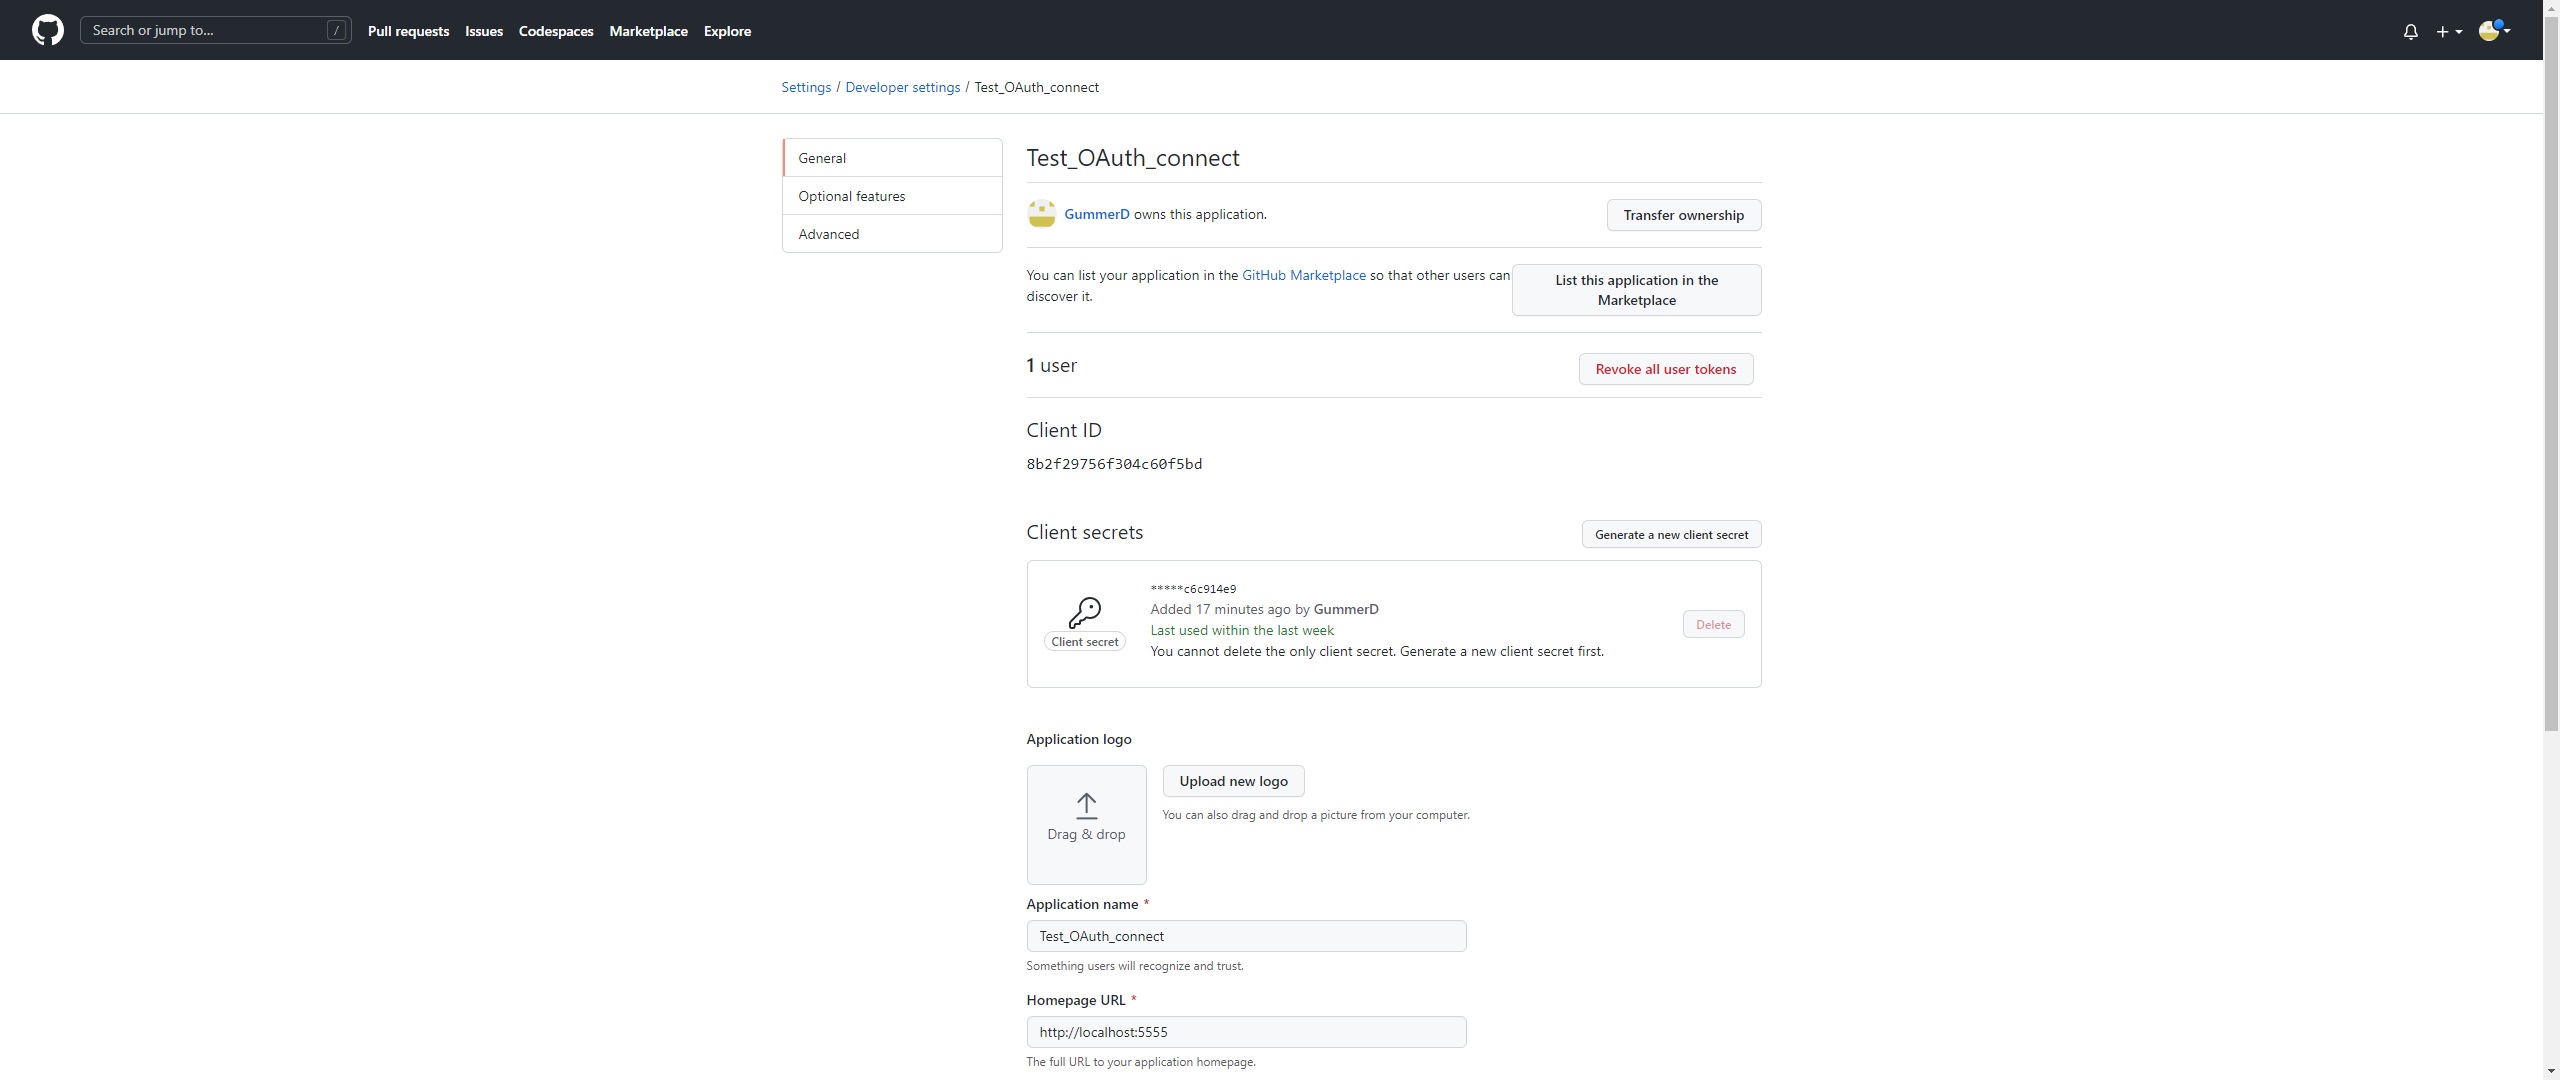 Search or jump to... /
Pull requests Issues Codespaces Marketplace Explore
Settings / Developer settings / Test_OAuth_connect
General
Optional features
Advanced
Test_OAuth_connect
GummerD owns this application.
Transfer ownership
You can list your application in the GitHub Marketplace so that other users can
discover it.
List this application in the
Marketplace
1 user
Revoke all user tokens
Client ID
8b2f29756f304c60f5bd
Client secrets
Generate a new client secret
Client secret
*****c6c914e9
Added 17 minutes ago by GummerD
Last used within the last week
You cannot delete the only client secret. Generate a new client secret first.
Delete
Application logo
Drag & drop
Upload new logo
You can also drag and drop a picture from your computer.
Application name *
Test_OAuth_connect
Something users will recognize and trust.
Homepage URL *
http://localhost:5555
The full URL to your application homepage.